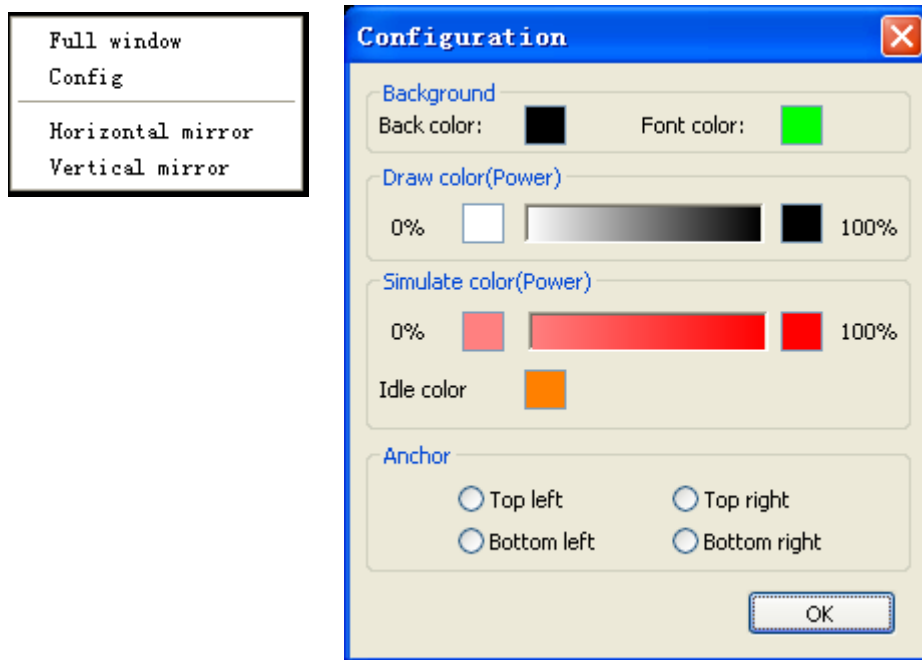 Full window
Config
Horizontal mirror
Vertical mirror
Configuration
Background
Back color: Font color:
Draw color(Power)
0% 100%
Simulate color(Power)
0% 100%
Idle color
Anchor
Top left Top right
Bottom left Bottom right
OK